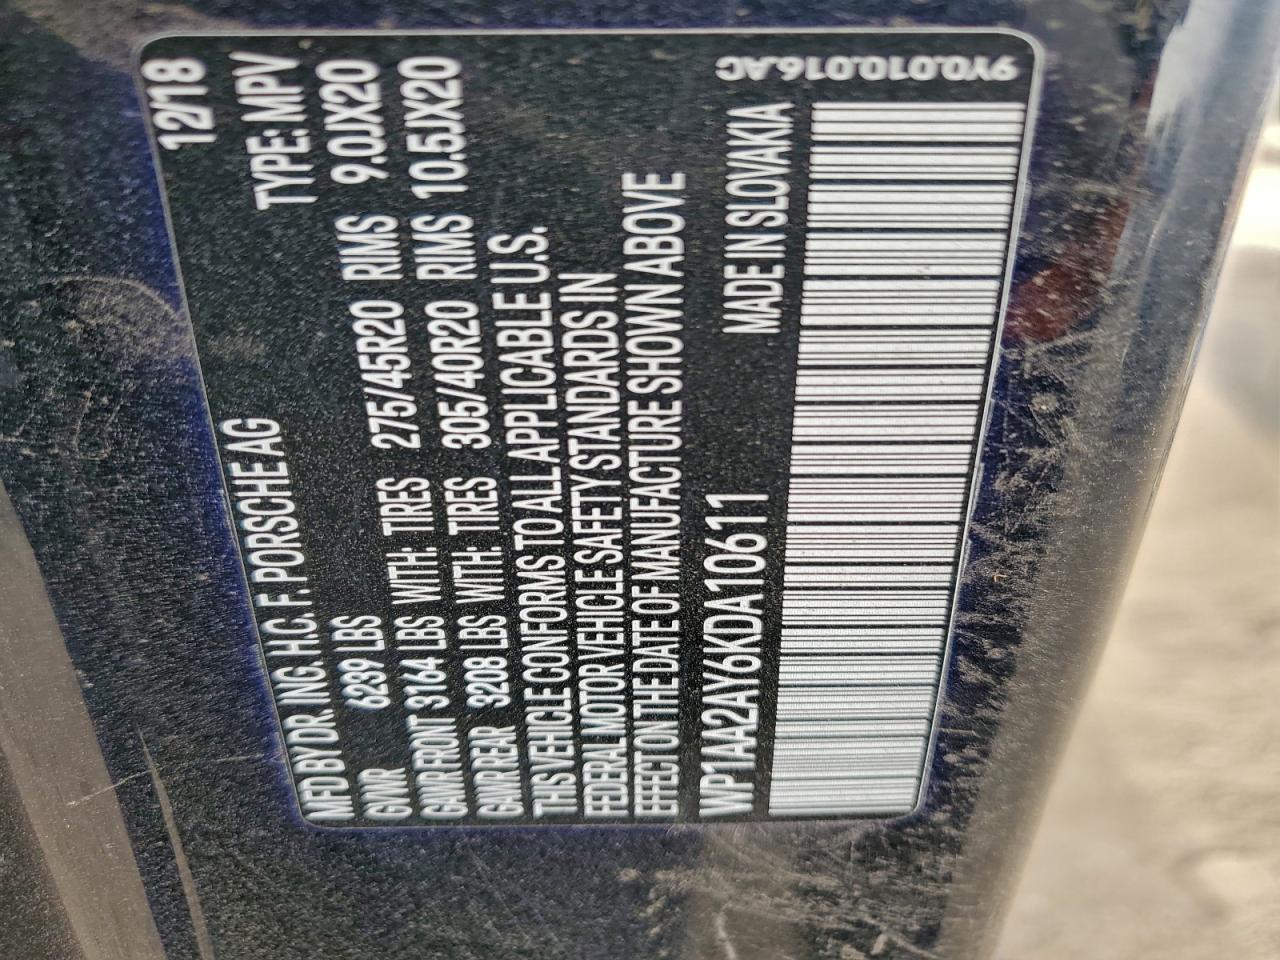 MFD BY DR. ING. H.C. F. PORSCHE AG 12/18
GVWR 6239 LBS TYPE: MPV
GAWR FRONT 3164 LBS WITH: TIRES 275/45R20 RIMS 9.0JX20
GAWR REAR 3208 LBS WITH: TIRES 305/40R20 RIMS 10.5JX20
THIS VEHICLE CONFORMS TO ALL APPLICABLE U.S.
FEDERAL MOTOR VEHICLE SAFETY STANDARDS IN
EFFECT ON THE DATE OF MANUFACTURE SHOWN ABOVE
WP1AA2AY6KDA10611 MADE IN SLOVAKIA
9Y0.010.016.AC